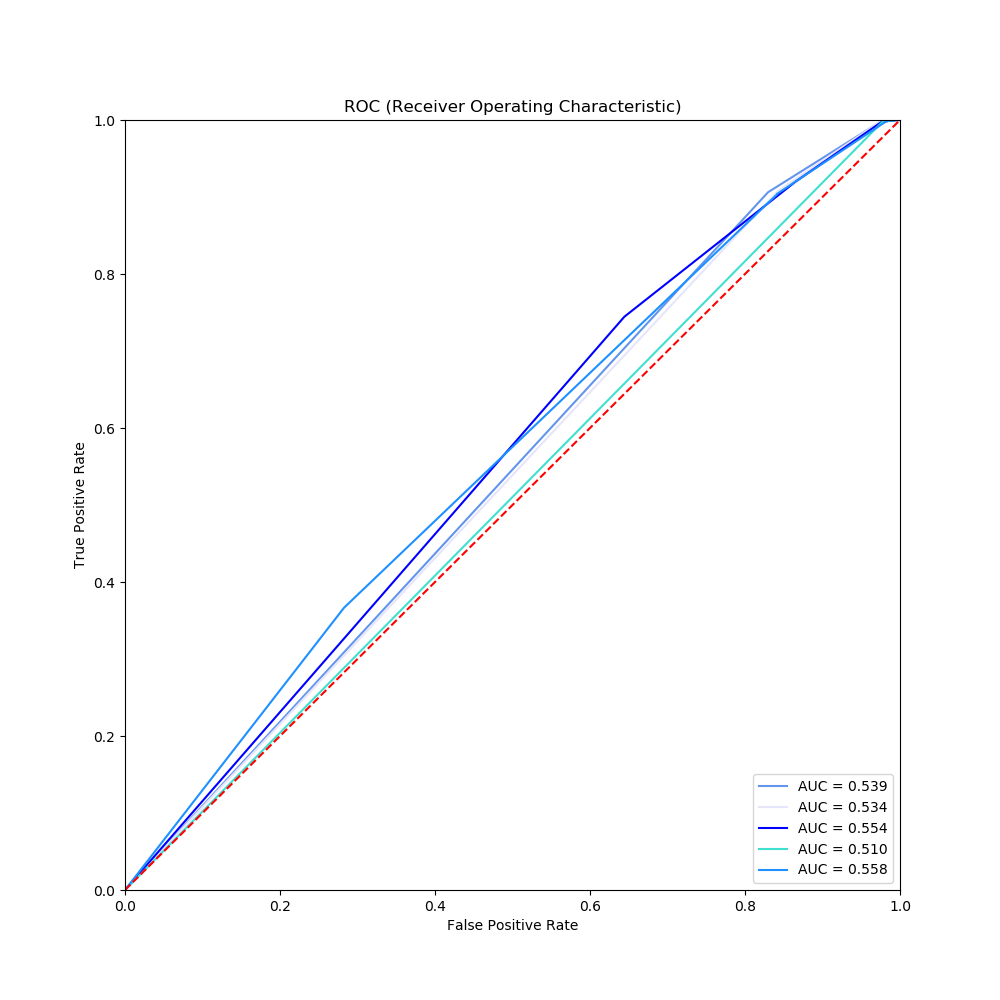 ROC (Receiver Operating Characteristic)
1.0
0.8
0.6
0.4
0.2
0.0
True Positive Rate
AUC = 0.539
AUC = 0.534
AUC = 0.554
AUC = 0.510
AUC = 0.558
0.0 0.2 0.4 0.6 0.8 1.0
False Positive Rate